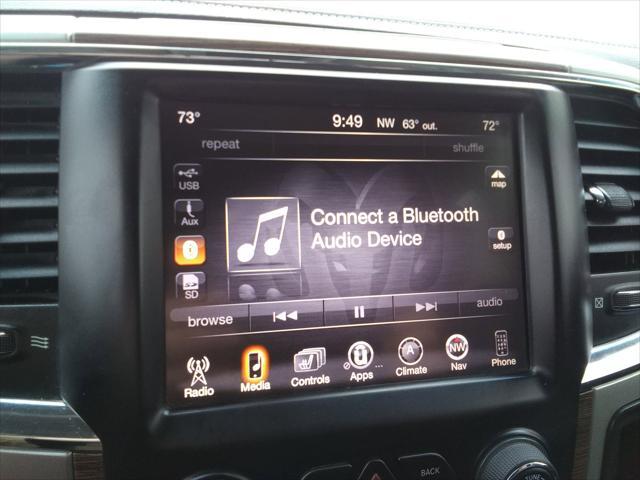 73° 9:49 NW 63° out. 72°
repeat shuffle
USB map
Aux Connect a Bluetooth
Audio Device setup
SD
browse audio
Radio Media Controls Apps ... A Climate NW Nav Phone
BACK
TUNE